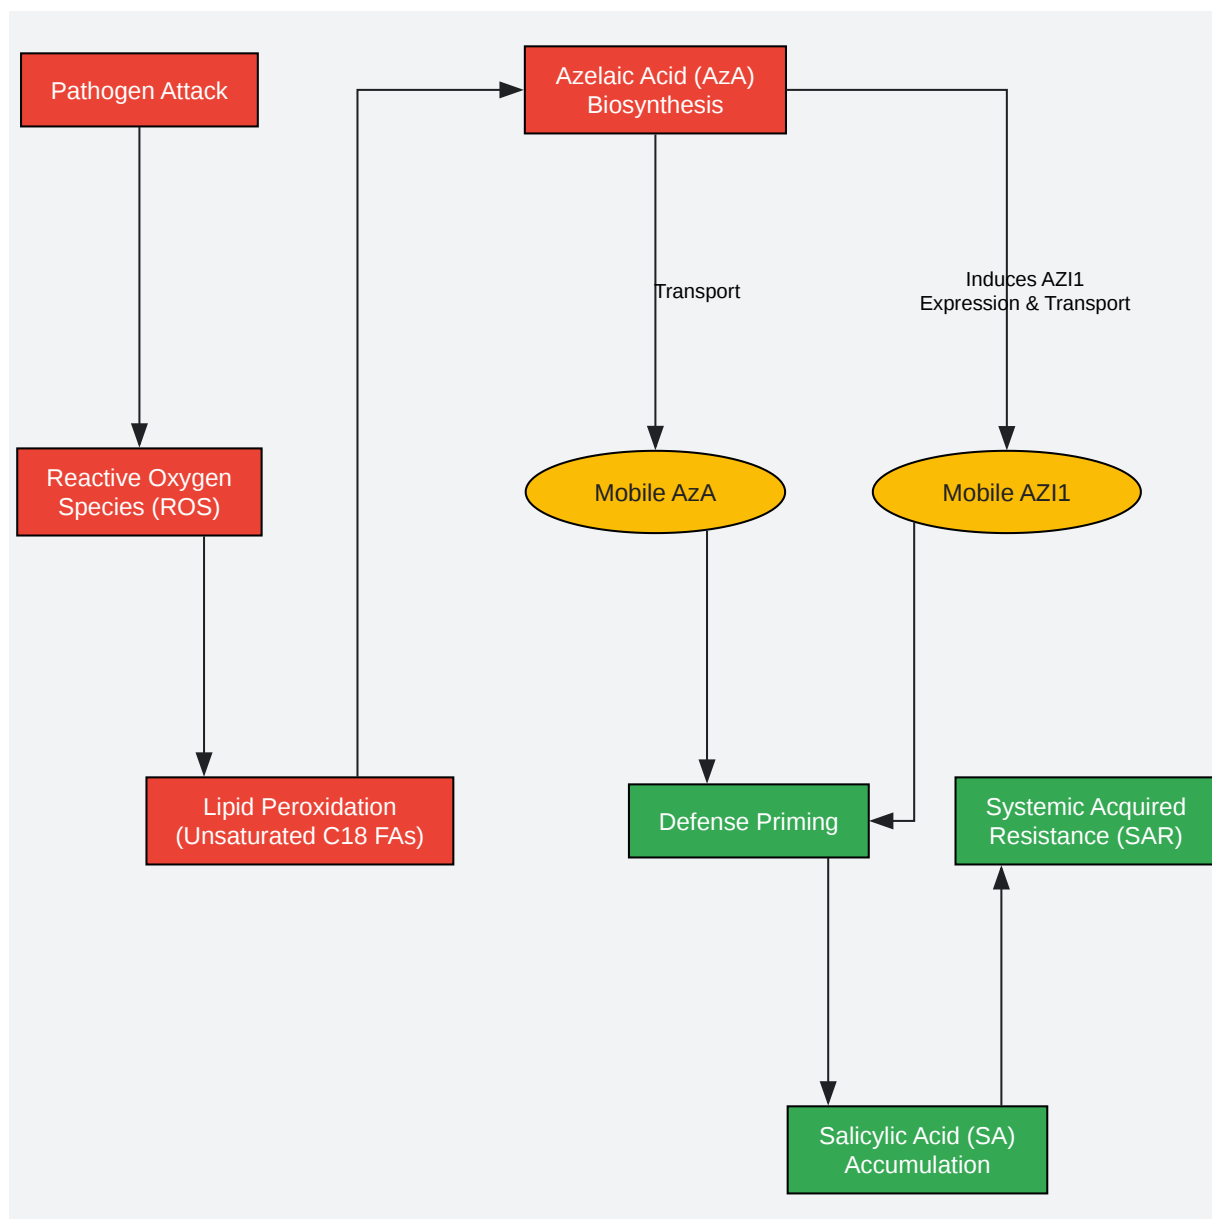 Pathogen Attack
Azelaic Acid (AzA)
Biosynthesis
Transport
Induces AZI1
Expression & Transport
Reactive Oxygen
Species (ROS)
Mobile AzA
Mobile AZI1
Lipid Peroxidation
(Unsaturated C18 FAs)
Defense Priming
Systemic Acquired
Resistance (SAR)
Salicylic Acid (SA)
Accumulation